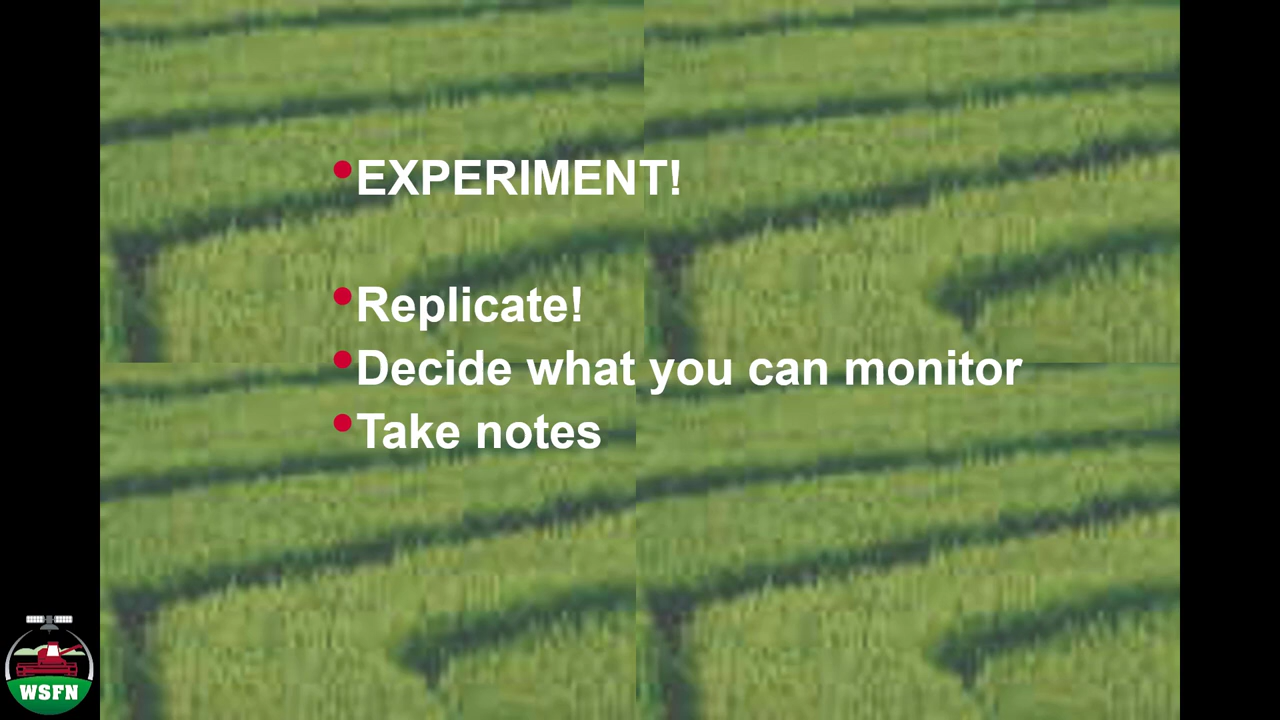 •EXPERIMENT!
•Replicate!
•Decide what you can monitor
•Take notes
WSFN